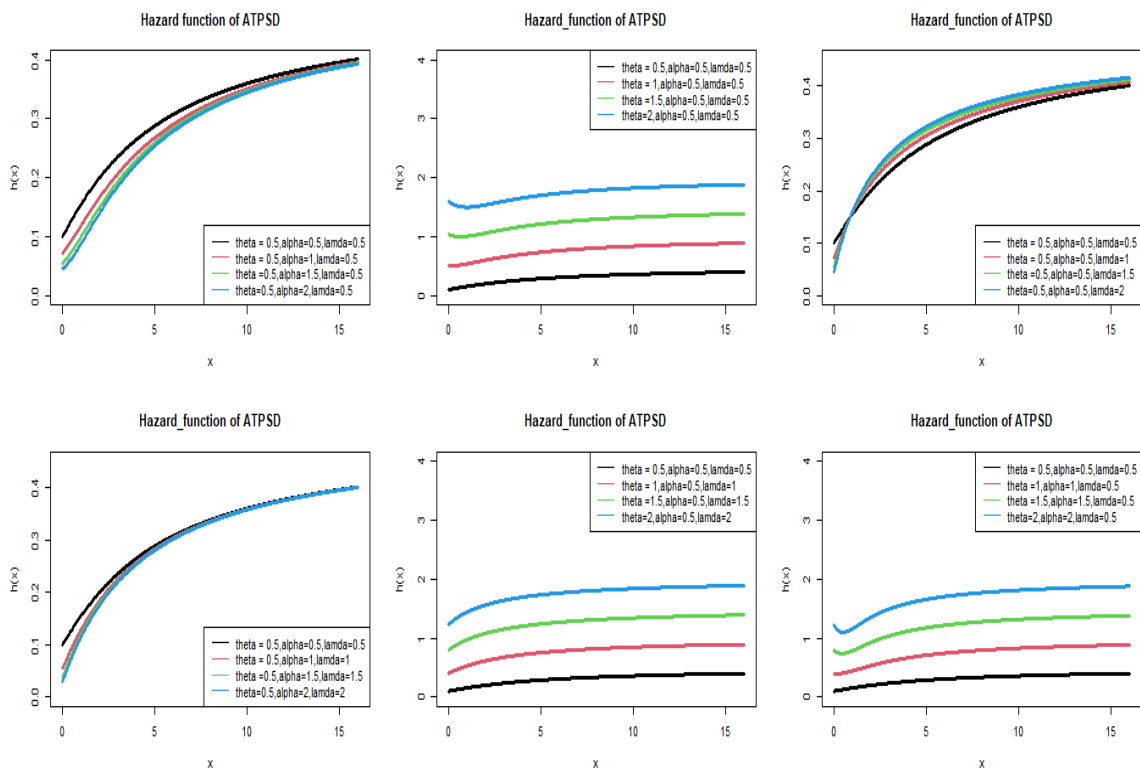 Hazard function of ATPSD
h(x)
0.4
0.3
0.2
0.1
0.0
theta = 0.5,alpha=0.5,lamda=0.5
theta = 0.5,alpha=1,lamda=0.5
theta =0.5,alpha=1.5,lamda=0.5
theta=0.5,alpha=2,lamda=0.5
0 5 10 15
x
Hazard_function of ATPSD
h(x)
4
3
2
1
0
theta = 0.5,alpha=0.5,lamda=0.5
theta = 1,alpha=0.5,lamda=0.5
theta =1.5,alpha=0.5,lamda=0.5
theta=2,alpha=0.5,lamda=0.5
0 5 10 15
x
Hazard_function of ATPSD
h(x)
0.4
0.3
0.2
0.1
0.0
theta = 0.5,alpha=0.5,lamda=0.5
theta = 0.5,alpha=0.5,lamda=1
theta =0.5,alpha=0.5,lamda=1.5
theta=0.5,alpha=0.5,lamda=2
0 5 10 15
x
Hazard_function of ATPSD
h(x)
0.4
0.3
0.2
0.1
0.0
theta = 0.5,alpha=0.5,lamda=0.5
theta = 0.5,alpha=1,lamda=1
theta =0.5,alpha=1.5,lamda=1.5
theta=0.5,alpha=2,lamda=2
0 5 10 15
x
Hazard_function of ATPSD
h(x)
4
3
2
1
0
theta = 0.5,alpha=0.5,lamda=0.5
theta = 1,alpha=0.5,lamda=1
theta =1.5,alpha=0.5,lamda=1.5
theta=2,alpha=0.5,lamda=2
0 5 10 15
x
Hazard_function of ATPSD
h(x)
4
3
2
1
0
theta = 0.5,alpha=0.5,lamda=0.5
theta =1,alpha=1,lamda=0.5
theta =1.5,alpha=1.5,lamda=0.5
theta=2,alpha=2,lamda=0.5
0 5 10 15
x